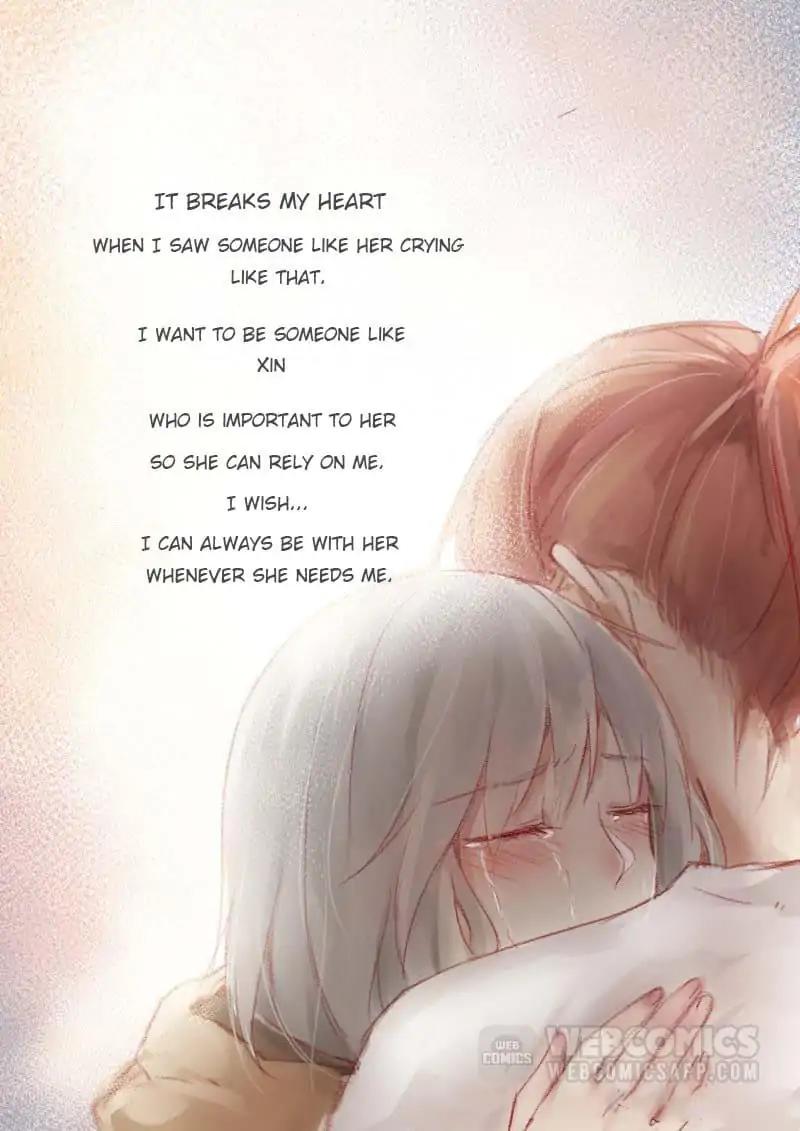 IT BREAKS MY HEART
WHEN I SAW SOMEONE LIKE HER CRYING
LIKE THAT.
I WANT TO BE SOMEONE LIKE
XIN
WHO IS IMPORTANT TO HER
SO SHE CAN RELY ON ME.
I WISH...
I CAN ALWAYS BE WITH HER
WHENEVER SHE NEEDS ME.
WEB
COMICS
WEBCOMICS
WEBCOMICSAPP.COM